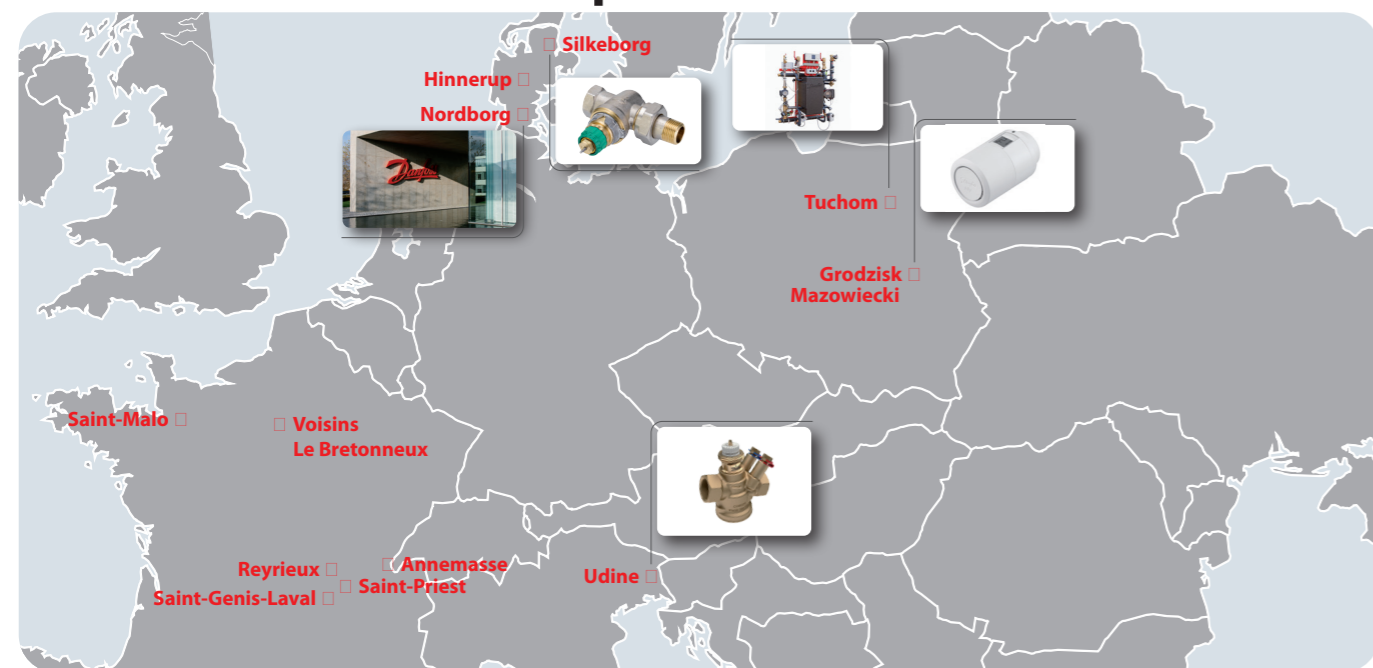 Silkeborg
Hinnerup
Nordborg
Danfoss
Tuchom
Grodzisk
Mazowiecki
Saint-Malo
Voisins
Le Bretonneux
Reyrieux
Annemasse
Saint-Priest
Saint-Genis-Laval
Udine